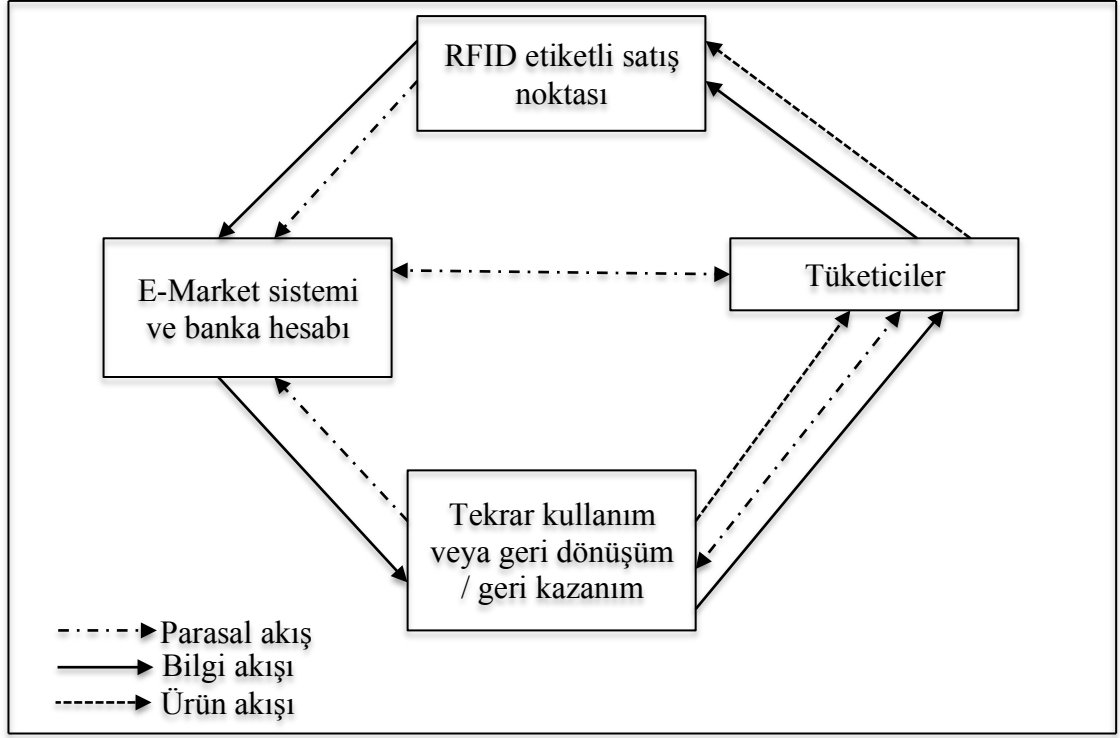 RFID etiketli satış
noktası
E-Market sistemi
ve banka hesabı
Tüketiciler
Tekrar kullanım
veya geri dönüşüm
/ geri kazanım
Parasal akış
Bilgi akışı
Ürün akışı